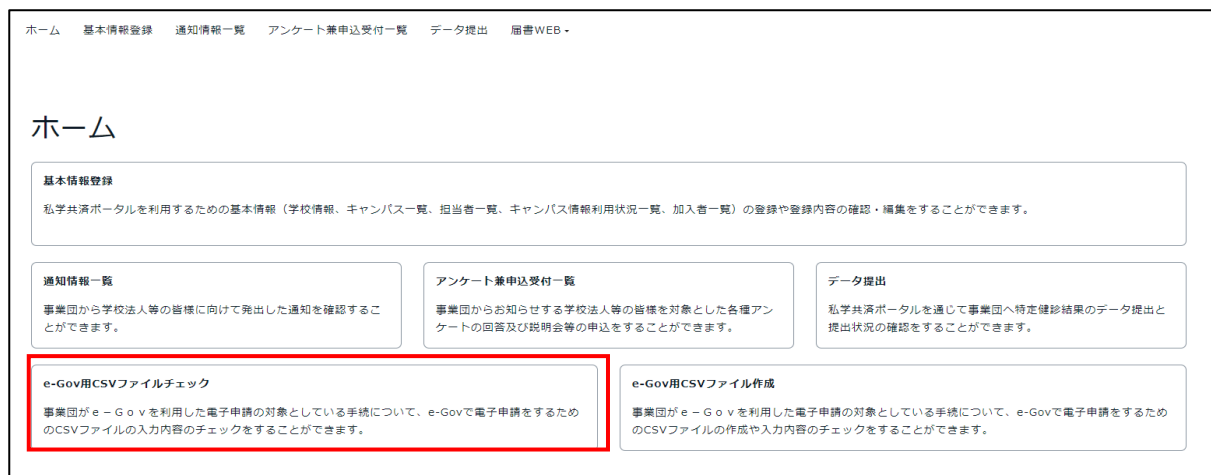 ホーム 基本情報登録 通知情報一覧 アンケート兼申込受付一覧 データ提出 届書WEB
ホーム
基本情報登録
私学共済ポータルを利用するための基本情報(学校情報、キャンパス一覧、担当者一覧、キャンパス情報利用状況一覧、加入者一覧)の登録や登録内容の確認・編集をすることができます。
通知情報一覧
事業団から学校法人等の皆様に向けて発出した通知を確認するこ
とができます。
アンケート兼申込受付一覧
事業団からお知らせする学校法人等の皆様を対象とした各種アン
ケートの回答及び説明会等の申込をすることができます。
データ提出
私学共済ポータルを通じて事業団へ特定健診結果のデータ提出と
提出状況の確認をすることができます。
e-Gov用CSVファイルチェック
事業団がe-Govを利用した電子申請の対象としている手続について、e-Govで電子申請をするため
のCSVファイルの入力内容のチェックをすることができます。
e-Gov用CSVファイル作成
事業団がe-Govを利用した電子申請の対象としている手続について、e-Govで電子申請をするため
のCSVファイルの作成や入力内容のチェックをすることができます。